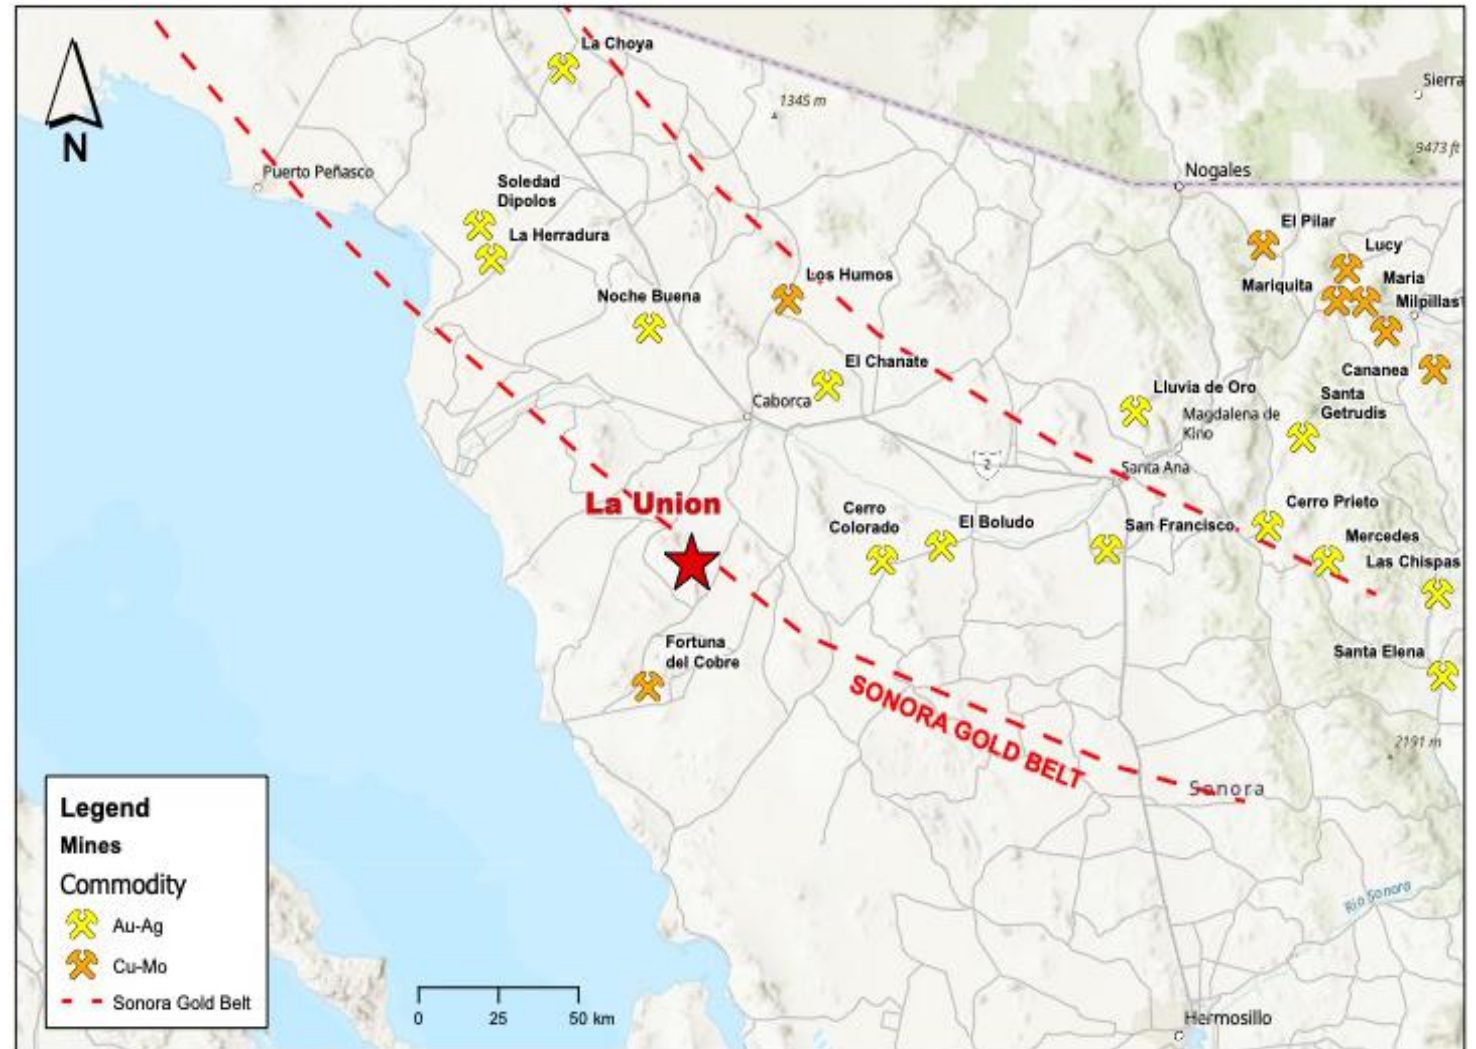 La Choya
1345 m
Sierra
9473 ft
N
Puerto Peñasco
Nogales
Soledad
Dipolos
La Herradura
El Pilar
Lucy
Los Humos
Mariquita
Maria
Noche Buena
Milpillas
El Chanate
Cananea
Caborca
Lluvia de Oro
Santa
Getrudis
Magdalena de
Kino
2
Santa Ana
La Union
Cerro
Colorado
El Boludo
San Francisco
Cerro Prieto
Mercedes
Las Chispas
Fortuna
del Cobre
Santa Elena
SONORA GOLD BELT
2191 m
Sonora
Legend
Mines
Commodity
Au-Ag
Cu-Mo
Sonora Gold Belt
0 25 50 km
Rio Sonora
Hermosillo